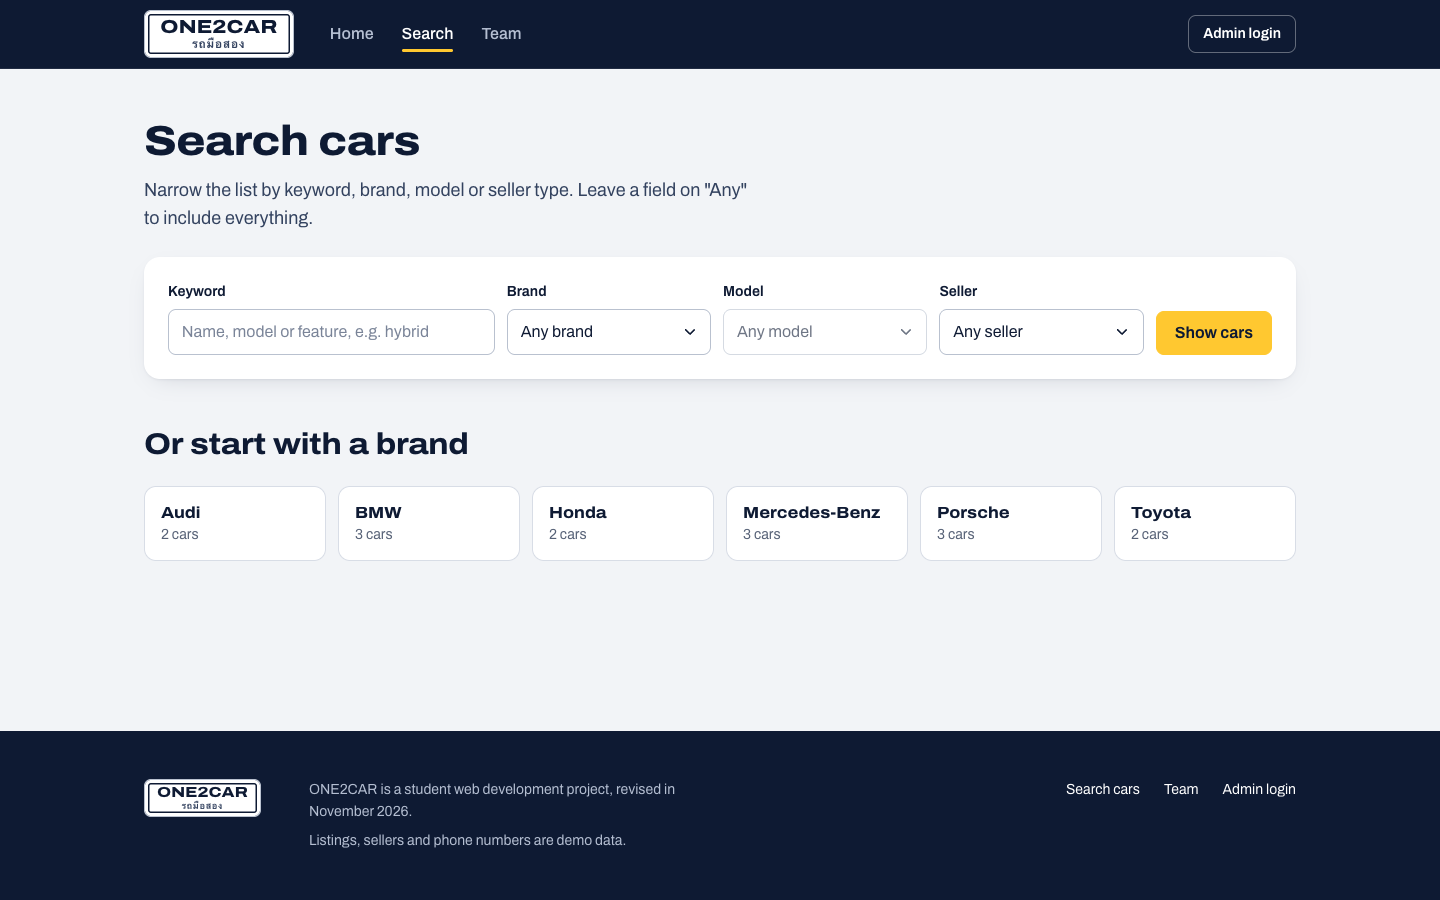 ONE2CAR
รถมือสอง
Home
Search
Team
Admin login
Search cars
Narrow the list by keyword, brand, model or seller type. Leave a field on "Any"
to include everything.
Keyword
Brand
Model
Seller
Name, model or feature, e.g. hybrid
Any brand
Any model
Any seller
Show cars
Or start with a brand
Audi
2 cars
BMW
3 cars
Honda
2 cars
Mercedes-Benz
3 cars
Porsche
3 cars
Toyota
2 cars
ONE2CAR
รถมือสอง
ONE2CAR is a student web development project, revised in
November 2026.
Listings, sellers and phone numbers are demo data.
Search cars
Team
Admin login